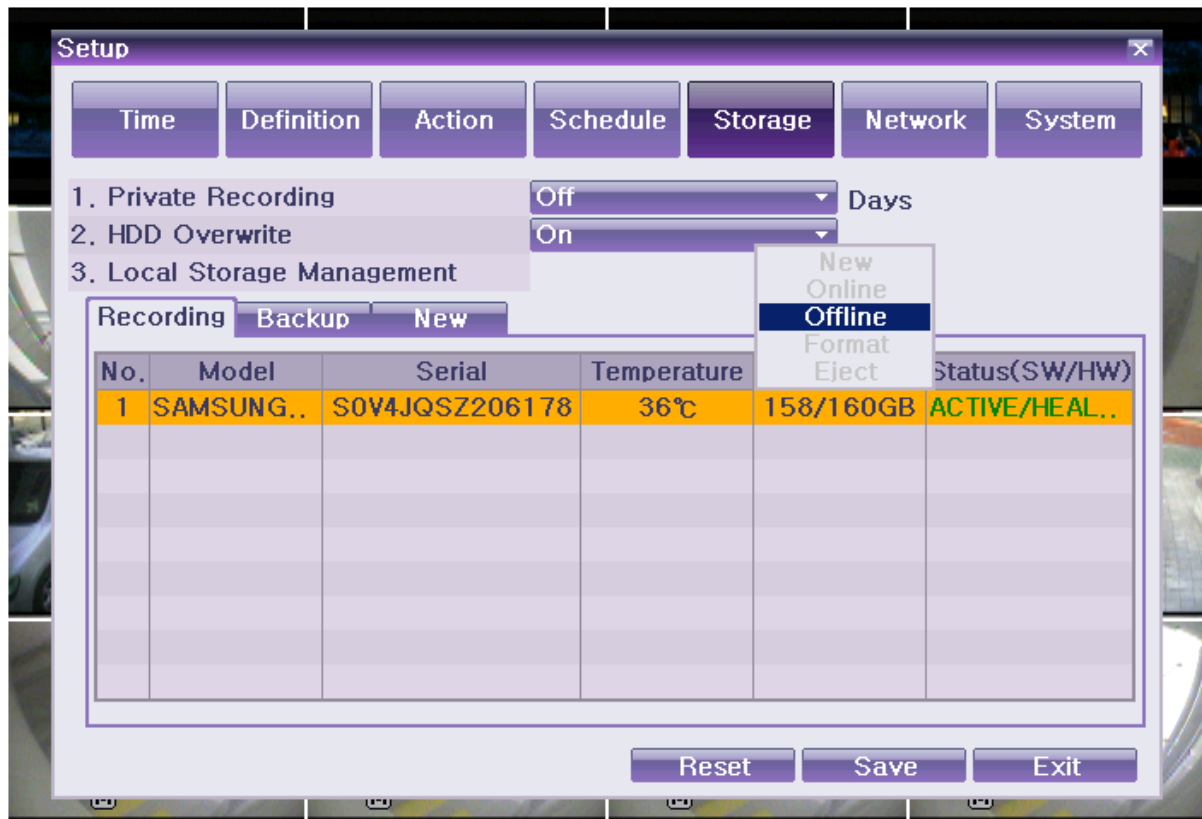 Setup
Time Definition Action Schedule Storage Network System
1. Private Recording Off Days
2. HDD Overwrite On
3. Local Storage Management
New
Online
Offline
Format
Eject
Recording Backup New
No. Model Serial Temperature Status(SW/HW)
1 SAMSUNG.. S0V4JQSZ206178 36℃ 158/160GB ACTIVE/HEAL..
Reset Save Exit
M M M M